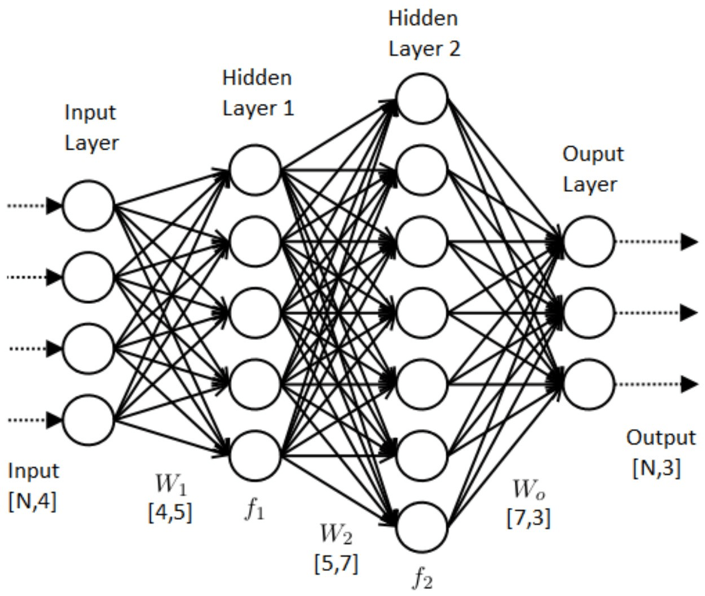 Hidden
Layer 2
Hidden
Layer 1
Input
Layer
Ouput
Layer
Input
[N,4]
W₁
[4,5]
f₁
W₂
[5,7]
f₂
Wₒ
[7,3]
Output
[N,3]